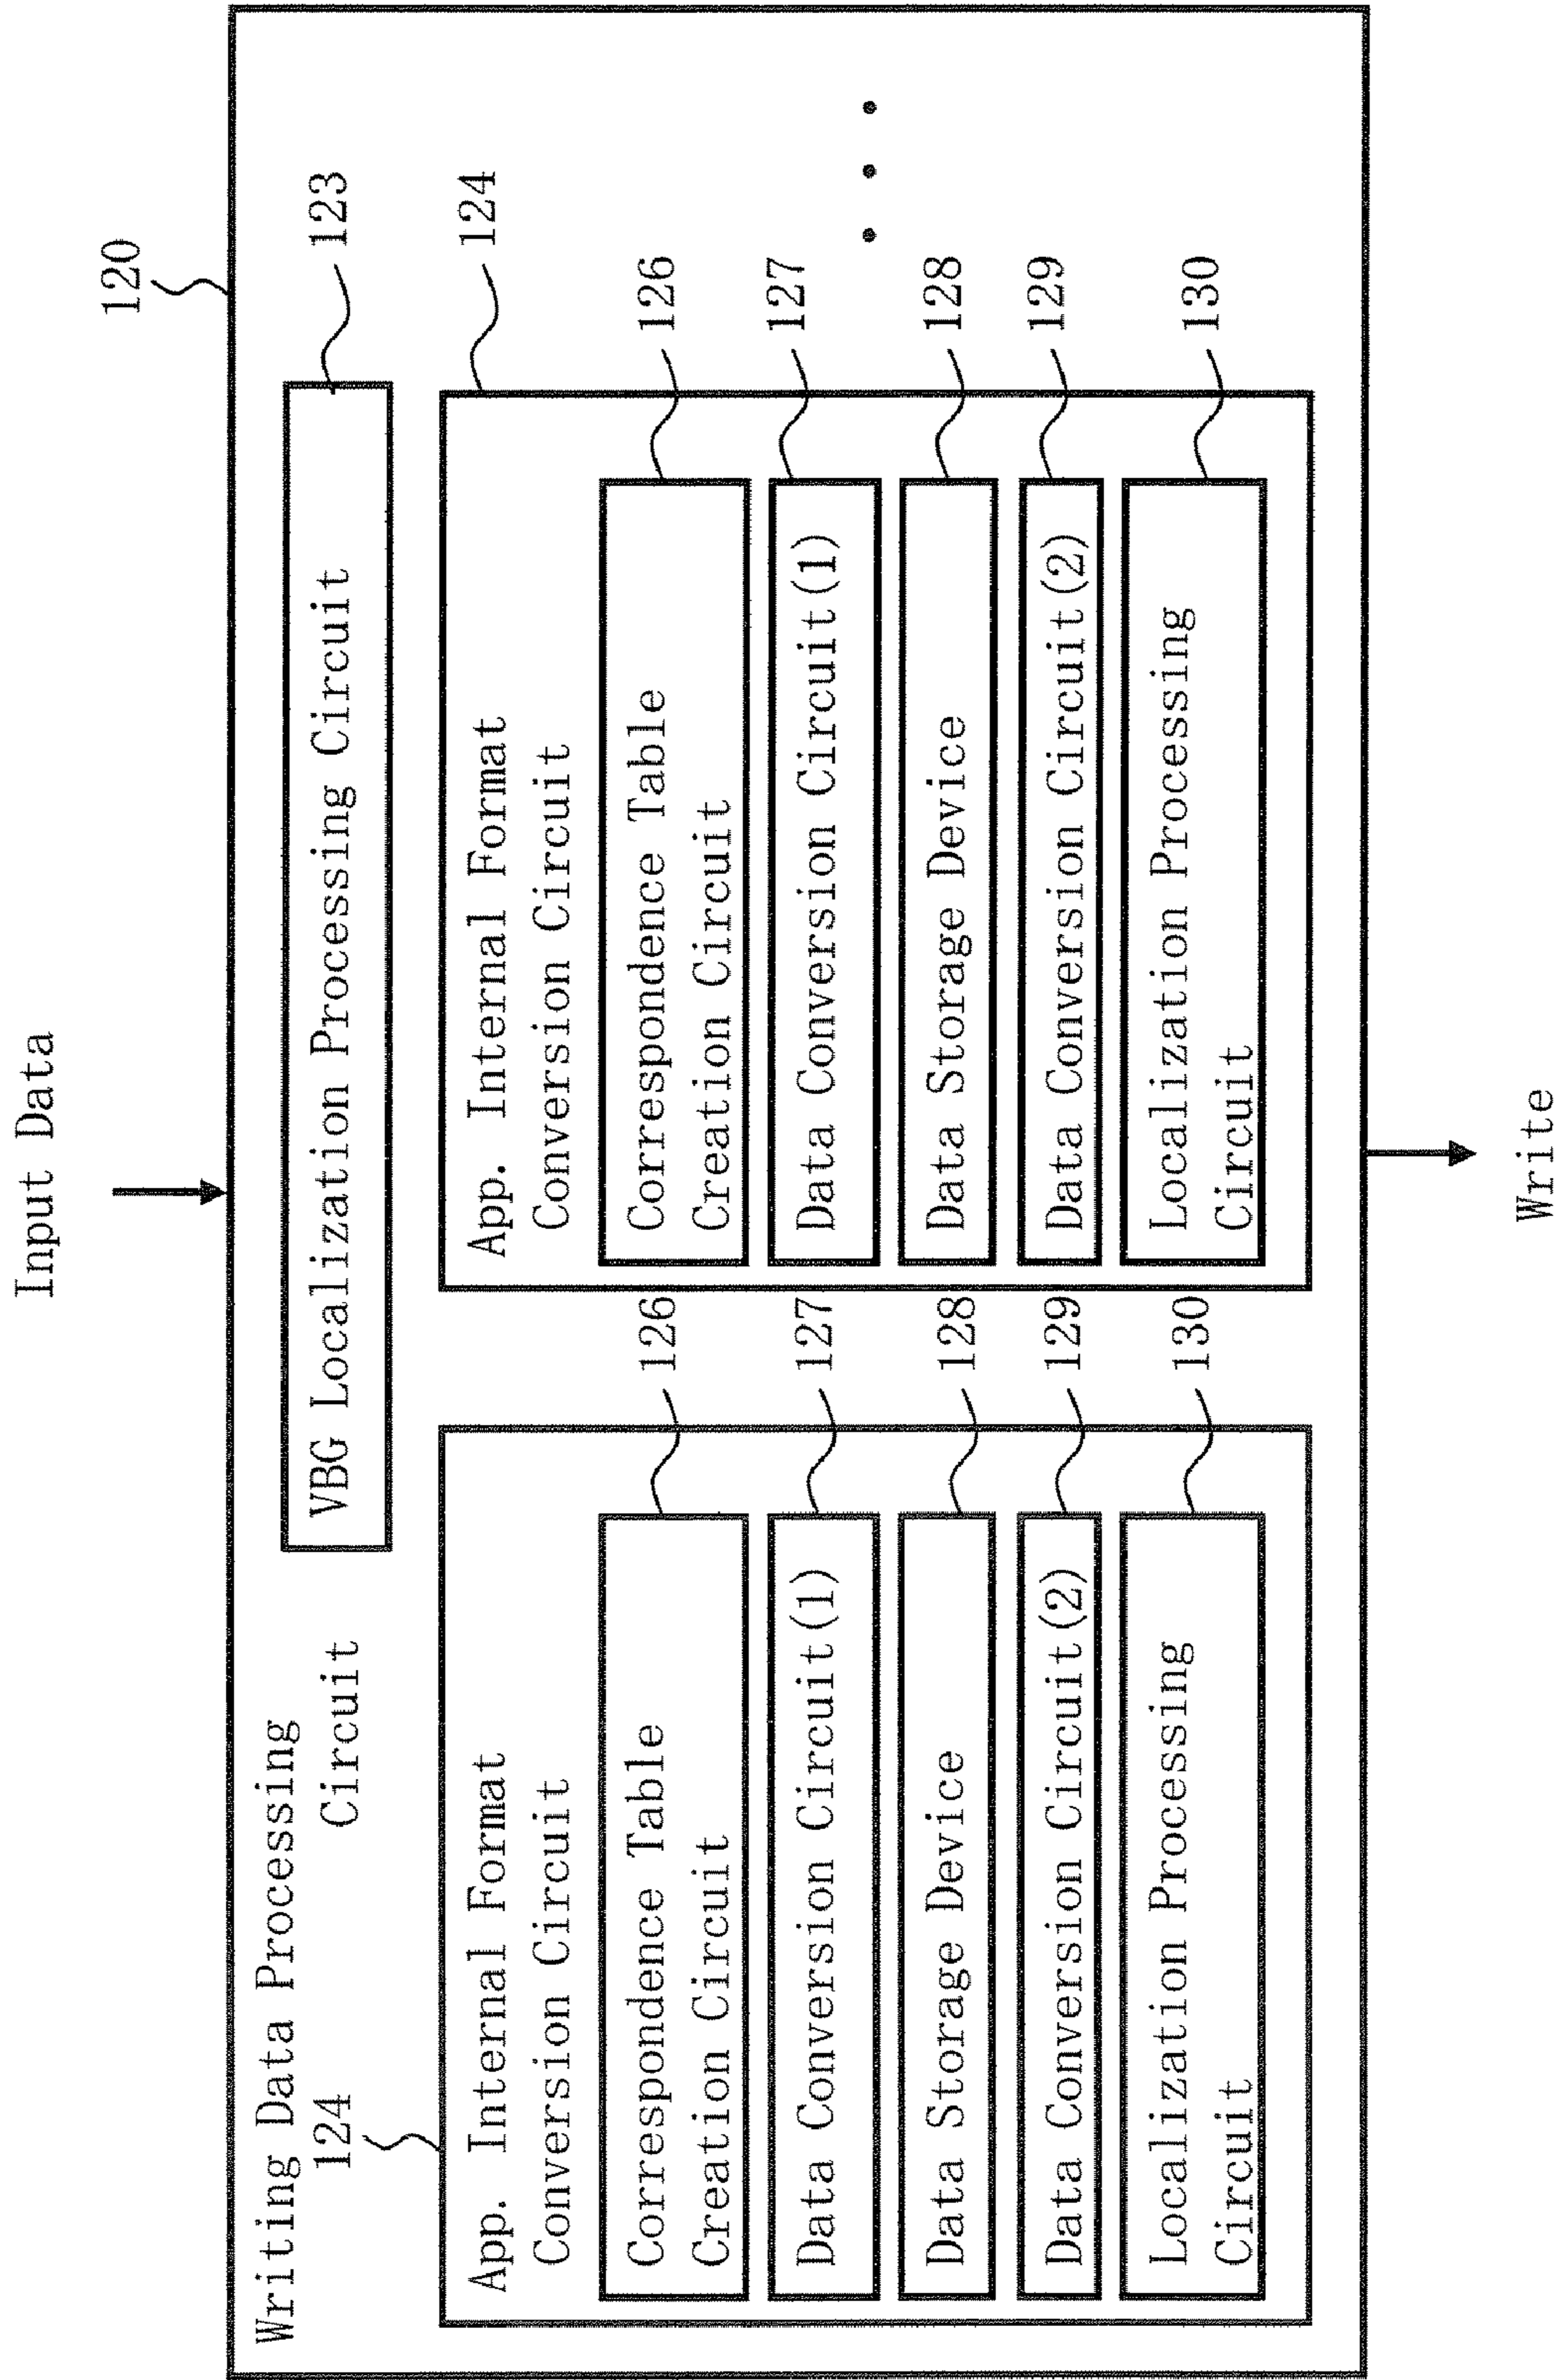 Input Data
120
Writing Data Processing
Circuit
VBG Localization Processing Circuit
123
124
124
App. Internal Format
Conversion Circuit
Correspondence Table
Creation Circuit
126
Data Conversion Circuit(1)
127
Data Storage Device
128
Data Conversion Circuit(2)
129
Localization Processing
Circuit
130
App. Internal Format
Conversion Circuit
Correspondence Table
Creation Circuit
126
Data Conversion Circuit(1)
127
Data Storage Device
128
Data Conversion Circuit(2)
129
Localization Processing
Circuit
130
Write